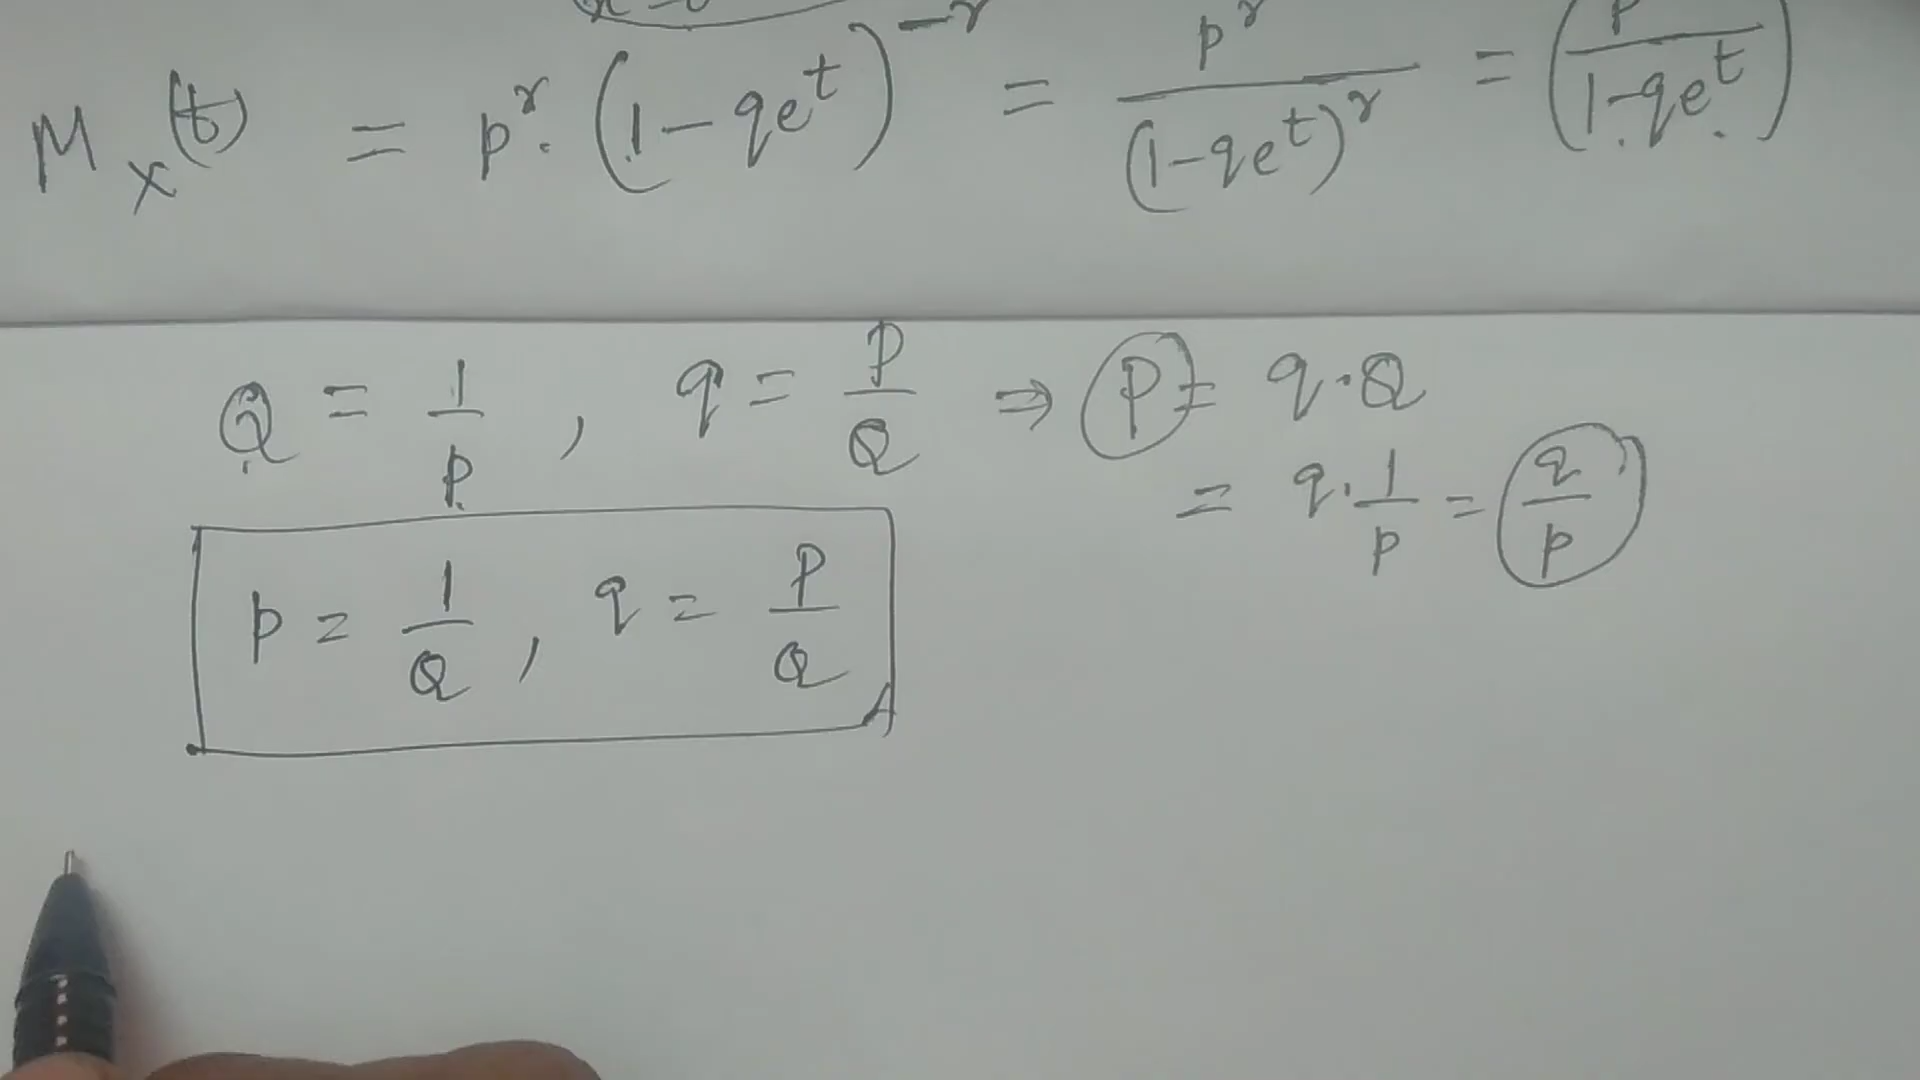 M_X(t) = p^r . (1-qe^t)^{-r} = p^r / (1-qe^t)^r = (p / 1-qe^t)
Q = 1/p , q = P/Q ⇒ P = q.Q
= q.1/p = q/p
p = 1/Q , q = P/Q